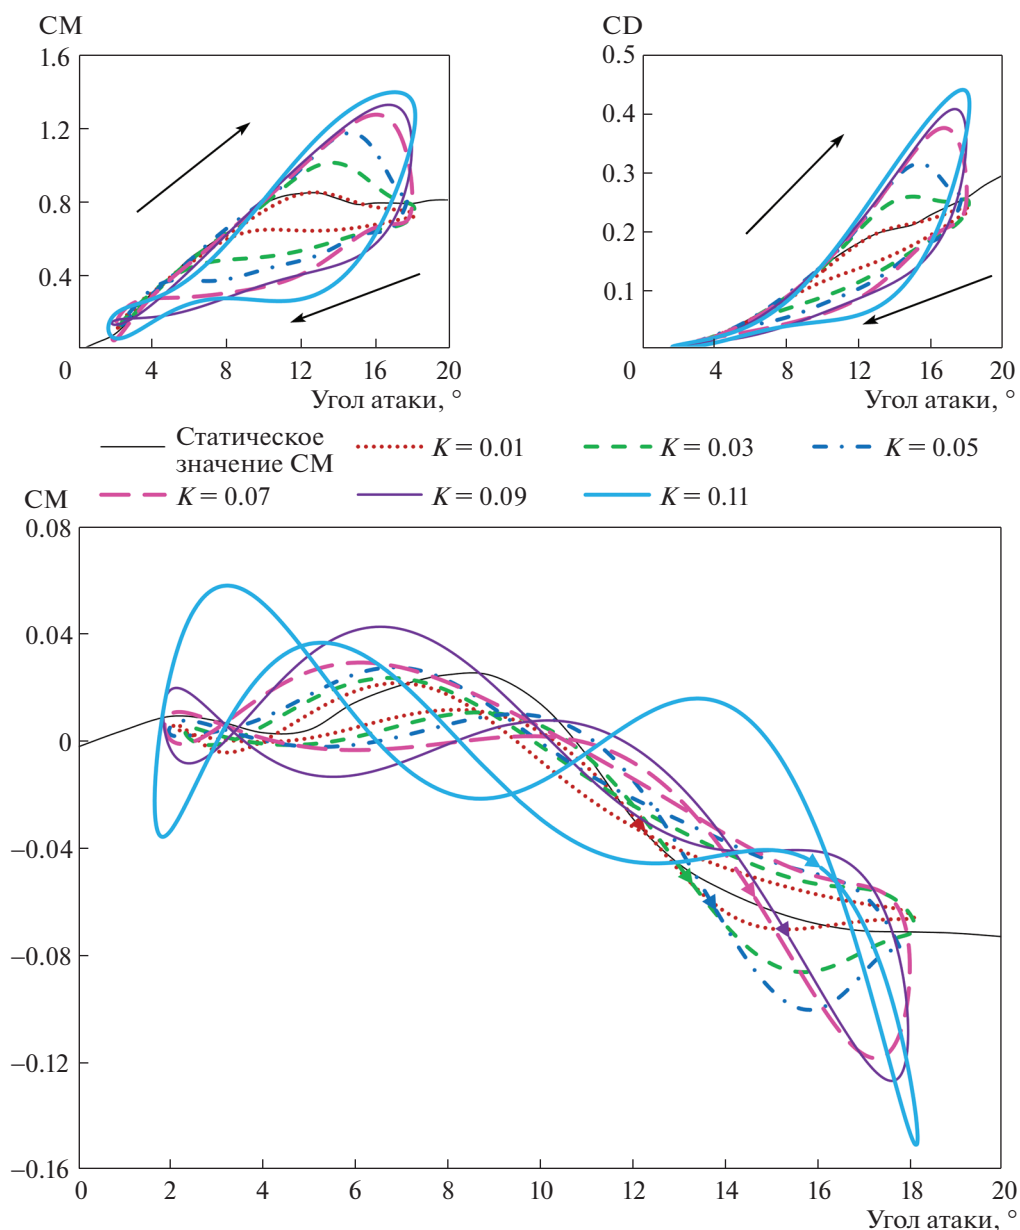 CM
1.6
1.2
0.8
0.4
0 4 8 12 16 20
Угол атаки, °
CD
0.5
0.4
0.3
0.2
0.1
0 4 8 12 16 20
Угол атаки, °
Статическое
значение CM
K = 0.01
K = 0.03
K = 0.05
K = 0.07
K = 0.09
K = 0.11
CM
0.08
0.04
0
−0.04
−0.08
−0.12
−0.16
0 2 4 6 8 10 12 14 16 18 20
Угол атаки, °